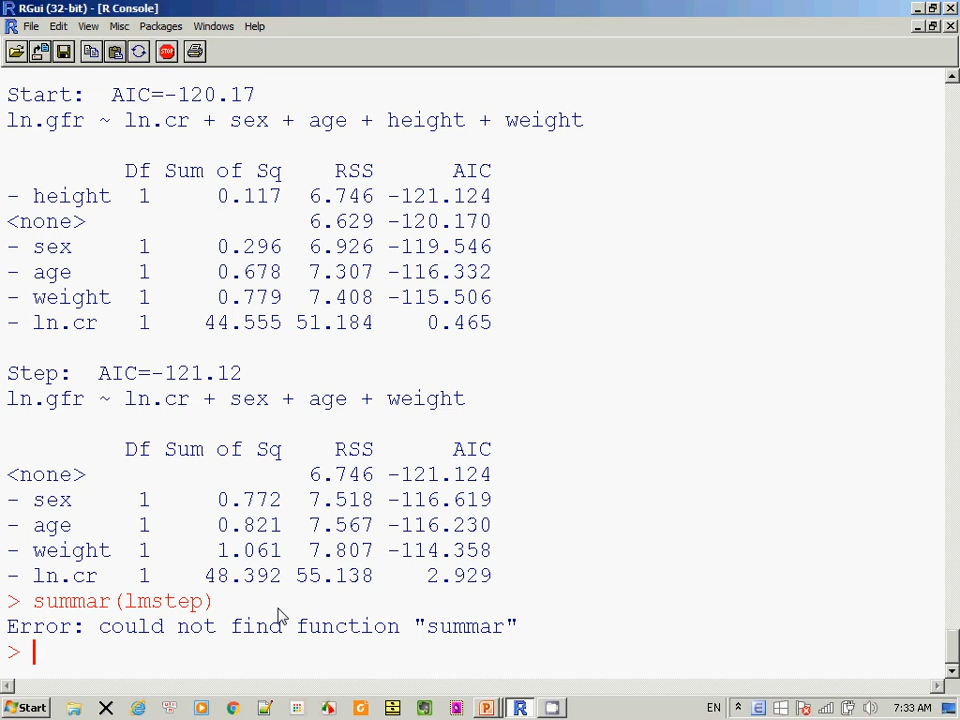 RGui (32-bit) - [R Console]
File Edit View Misc Packages Windows Help
STOP
Start:  AIC=-120.17
ln.gfr ~ ln.cr + sex + age + height + weight
Df Sum of Sq    RSS      AIC
- height  1     0.117  6.746 -121.124
<none>                 6.629 -120.170
- sex     1     0.296  6.926 -119.546
- age     1     0.678  7.307 -116.332
- weight  1     0.779  7.408 -115.506
- ln.cr   1    44.555 51.184    0.465
Step:  AIC=-121.12
ln.gfr ~ ln.cr + sex + age + weight
Df Sum of Sq    RSS      AIC
<none>                 6.746 -121.124
- sex     1     0.772  7.518 -116.619
- age     1     0.821  7.567 -116.230
- weight  1     1.061  7.807 -114.358
- ln.cr   1    48.392 55.138    2.929
> summar(lmstep)
Error: could not find function "summar"
>
Start EN 7:33 AM